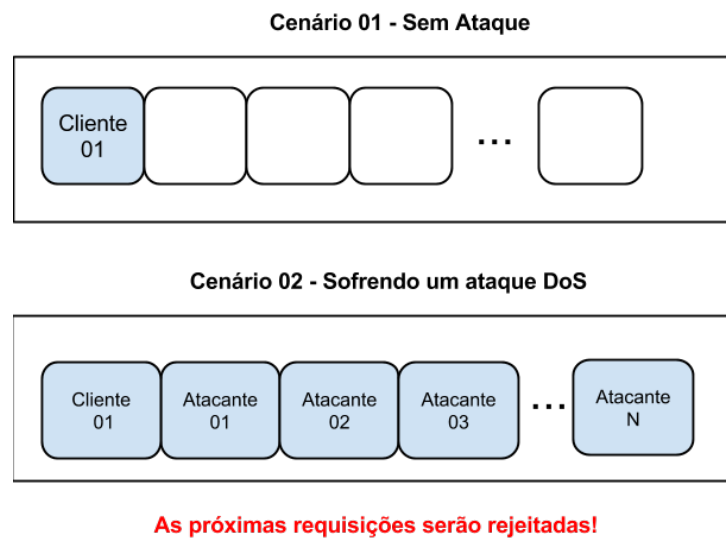 Cenário 01 - Sem Ataque
Cliente
01
...
Cenário 02 - Sofrendo um ataque DoS
Cliente
01
Atacante
01
Atacante
02
Atacante
03
...
Atacante
N
As próximas requisições serão rejeitadas!